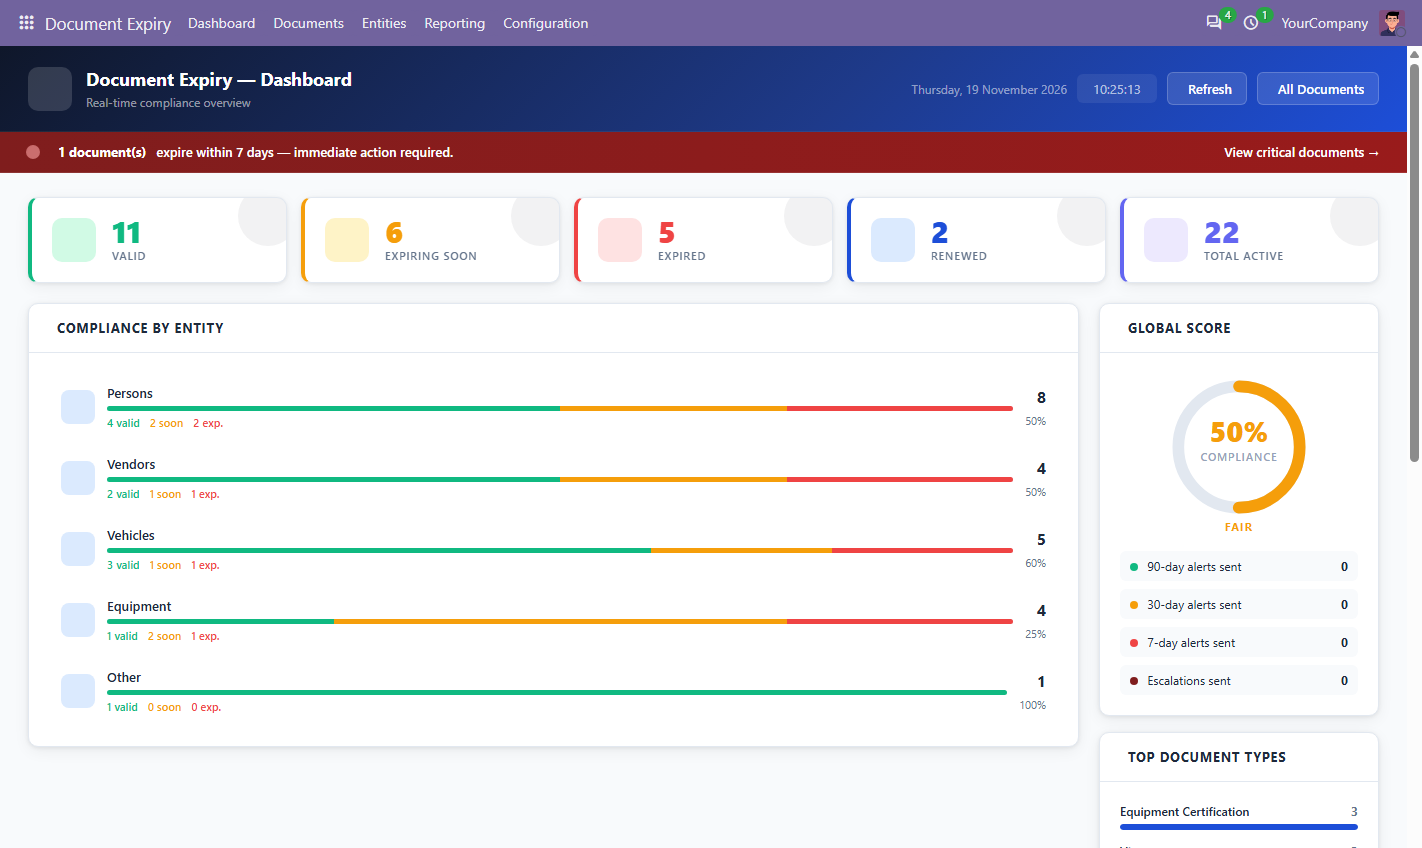 Document Expiry Dashboard Documents Entities Reporting Configuration 4 1 YourCompany
Document Expiry — Dashboard
Real-time compliance overview
Thursday, 19 November 2026 10:25:13 Refresh All Documents
1 document(s) expire within 7 days — immediate action required. View critical documents →
11
VALID
6
EXPIRING SOON
5
EXPIRED
2
RENEWED
22
TOTAL ACTIVE
COMPLIANCE BY ENTITY
Persons
8
4 valid 2 soon 2 exp.
50%
Vendors
4
2 valid 1 soon 1 exp.
50%
Vehicles
5
3 valid 1 soon 1 exp.
60%
Equipment
4
1 valid 2 soon 1 exp.
25%
Other
1
1 valid 0 soon 0 exp.
100%
GLOBAL SCORE
50%
COMPLIANCE
FAIR
90-day alerts sent 0
30-day alerts sent 0
7-day alerts sent 0
Escalations sent 0
TOP DOCUMENT TYPES
Equipment Certification 3